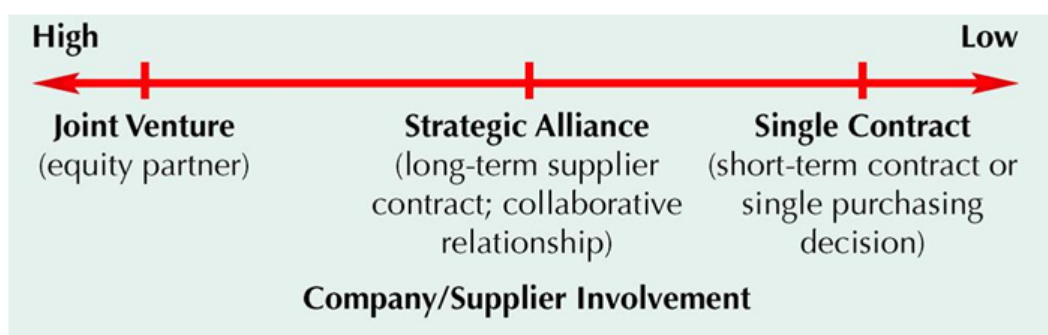 High Low
Joint Venture Strategic Alliance Single Contract
(equity partner) (long-term supplier (short-term contract or
contract; collaborative single purchasing
relationship) decision)
Company/Supplier Involvement